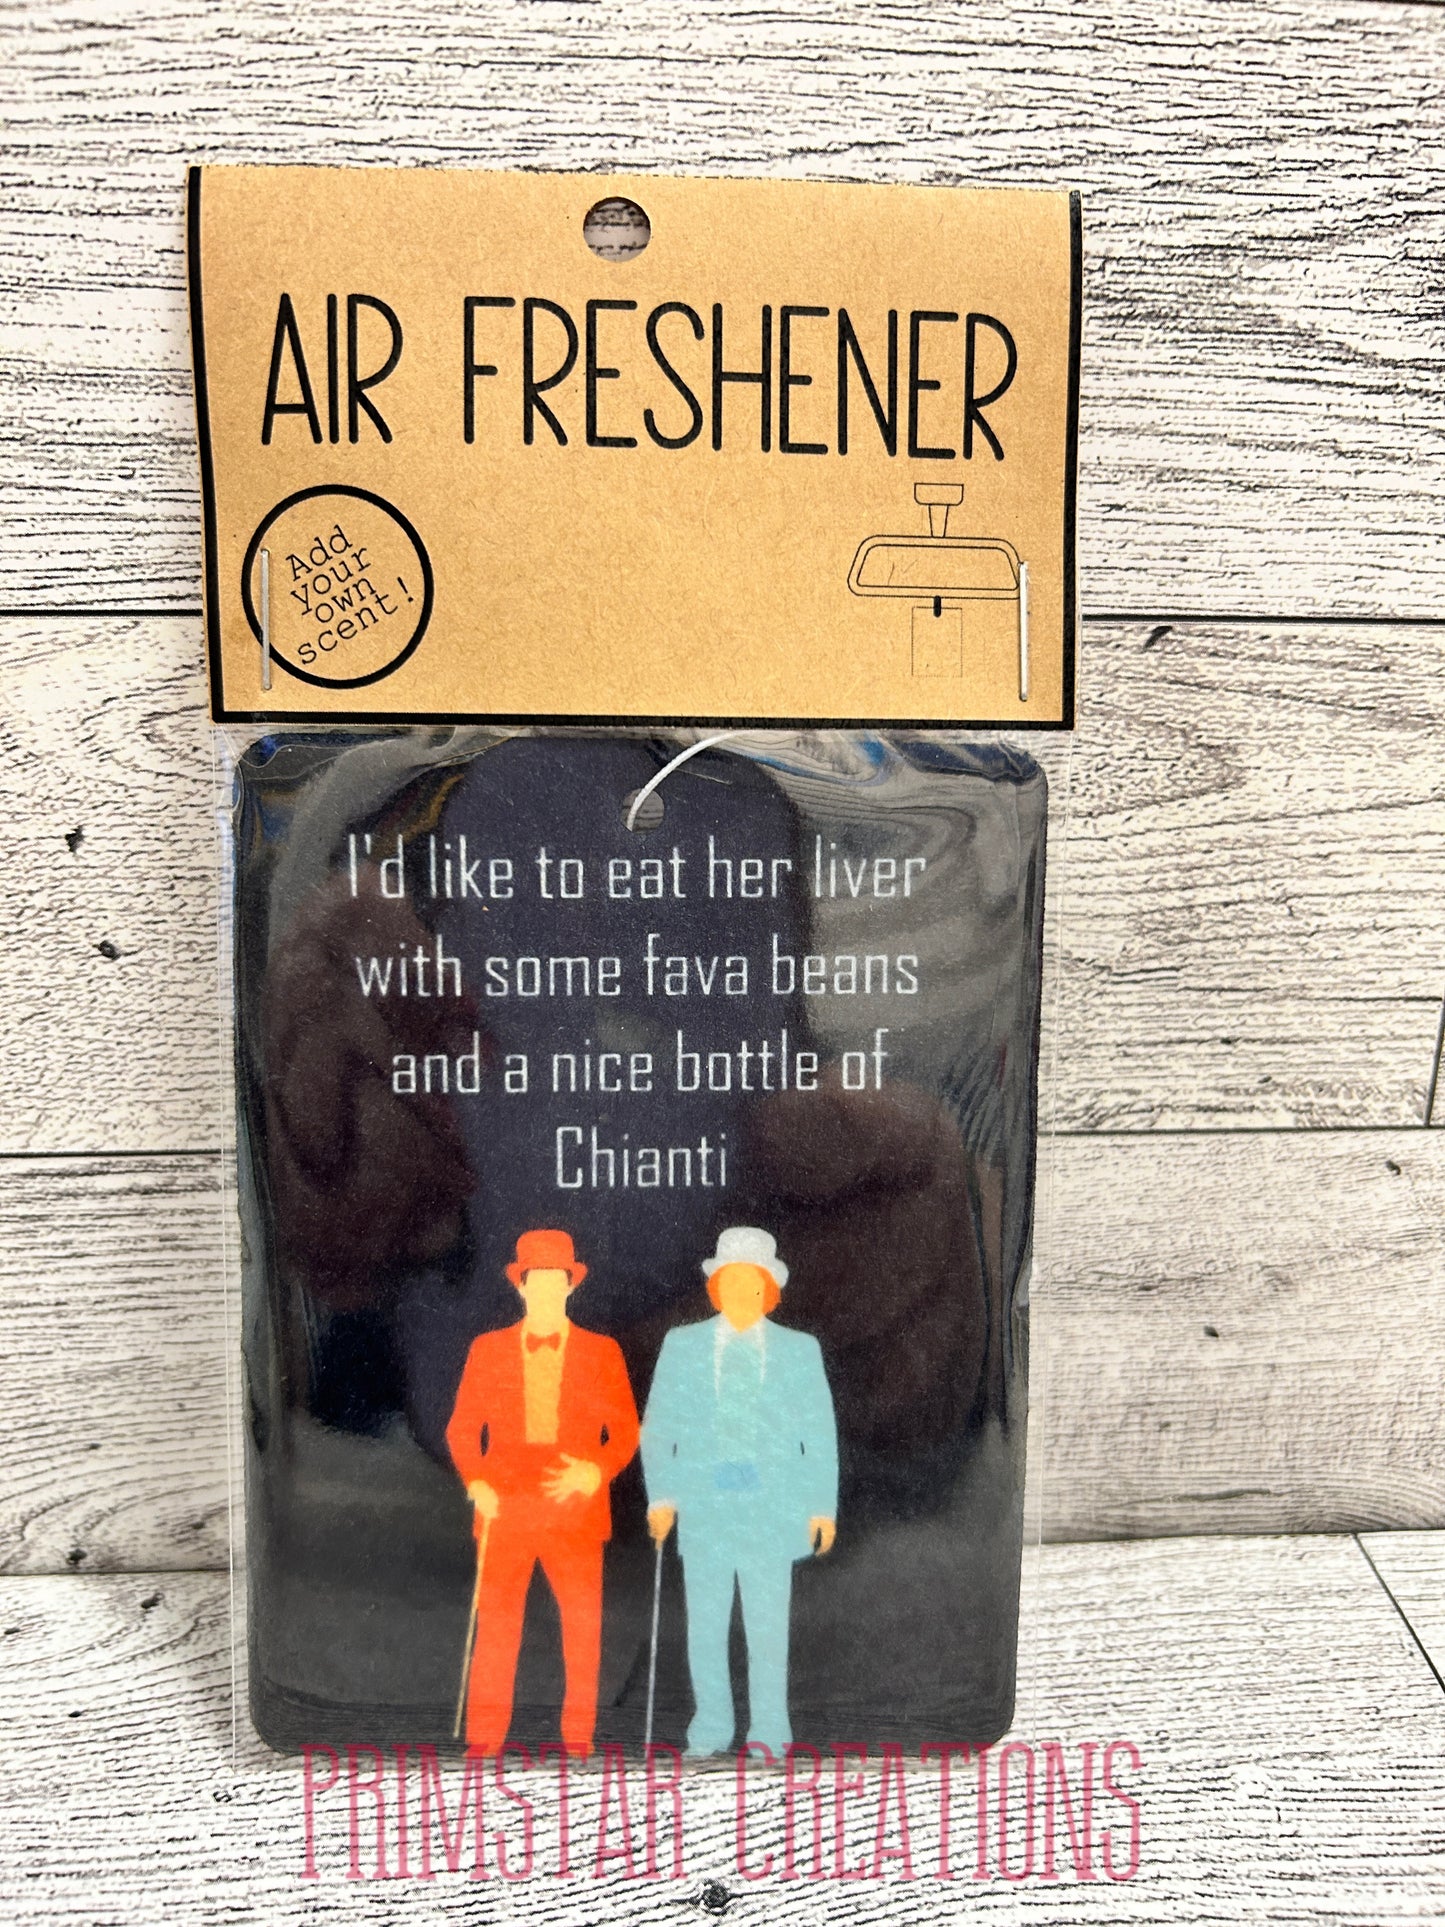 AIR FRESHENER
Add
your
own
scent!
I'd like to eat her liver
with some fava beans
and a nice bottle of
Chianti
PRIMSTAR CREATIONS